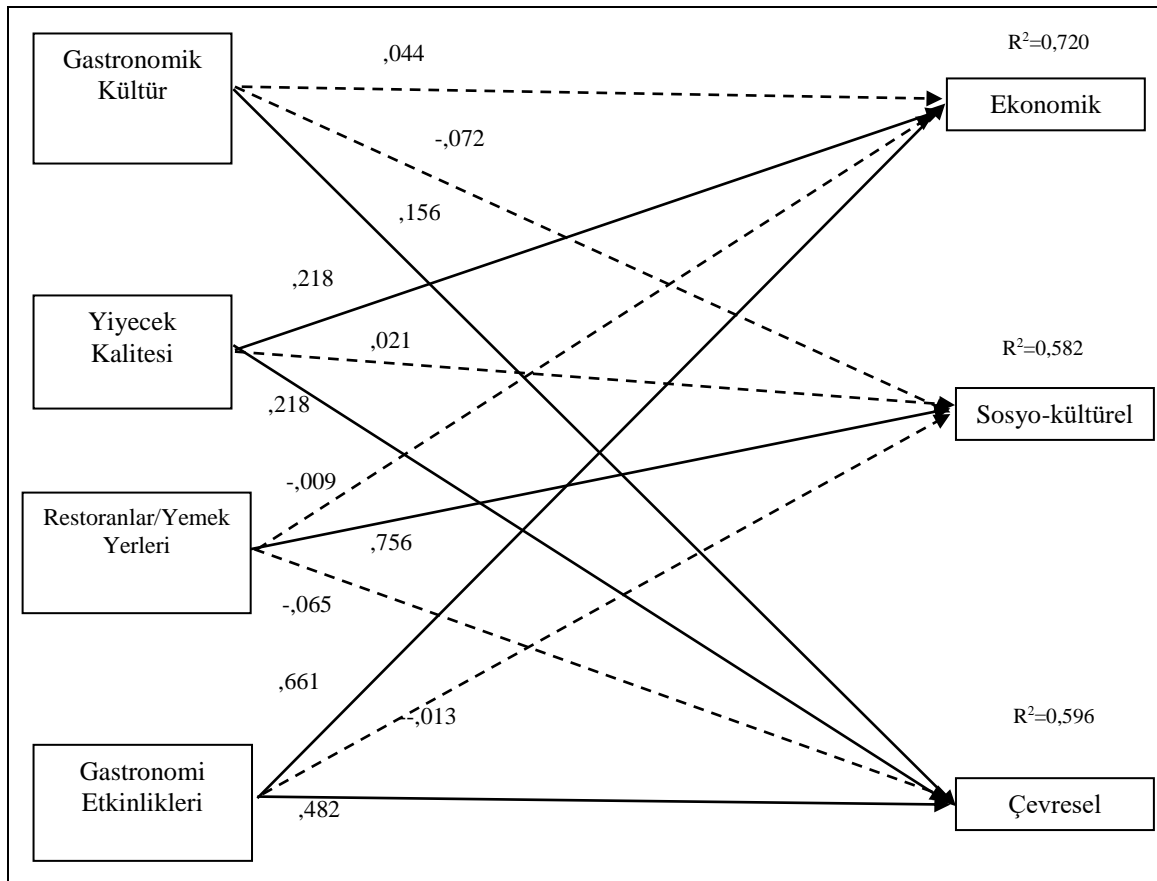 Gastronomik
Kültür
,044
R²=0,720
Ekonomik
-,072
,156
Yiyecek
Kalitesi
,218
,021
,218
R²=0,582
Sosyo-kültürel
Restoranlar/Yemek
Yerleri
-,009
,756
-,065
Gastronomi
Etkinlikleri
,661
-,013
,482
R²=0,596
Çevresel